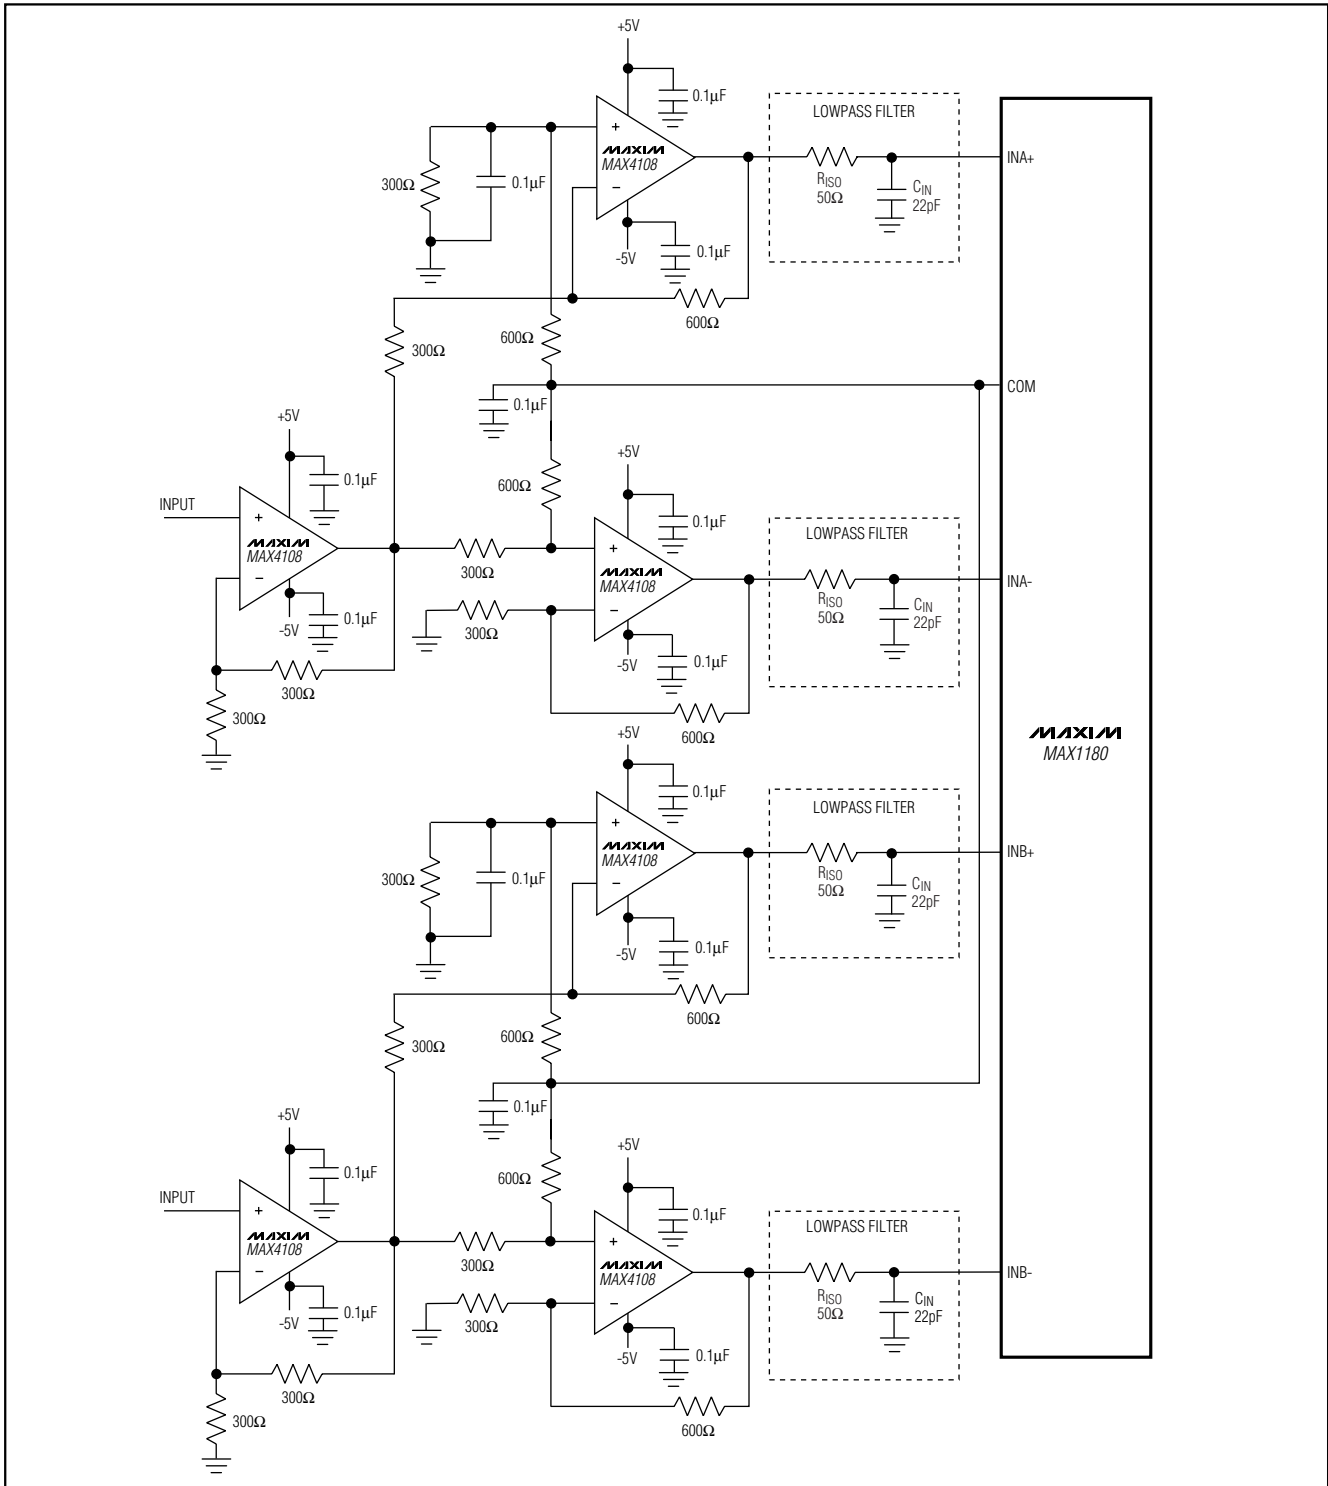 +5V
0.1µF
LOWPASS FILTER
+
MAXIM
MAX4108
INA+
300Ω
0.1µF
−
RISO
50Ω
CIN
22pF
-5V
0.1µF
600Ω
300Ω
600Ω
COM
0.1µF
+5V
0.1µF
+5V
600Ω
INPUT
+
MAXIM
MAX4108
−
0.1µF
LOWPASS FILTER
300Ω
+
MAXIM
MAX4108
−
INA-
-5V
0.1µF
300Ω
RISO
50Ω
CIN
22pF
-5V
0.1µF
300Ω
300Ω
600Ω
MAXIM
MAX1180
+5V
0.1µF
LOWPASS FILTER
+
MAXIM
MAX4108
INB+
300Ω
0.1µF
−
RISO
50Ω
CIN
22pF
-5V
0.1µF
600Ω
300Ω
600Ω
0.1µF
+5V
0.1µF
+5V
600Ω
INPUT
+
MAXIM
MAX4108
−
0.1µF
LOWPASS FILTER
300Ω
+
MAXIM
MAX4108
−
INB-
-5V
0.1µF
300Ω
RISO
50Ω
CIN
22pF
-5V
0.1µF
300Ω
300Ω
600Ω